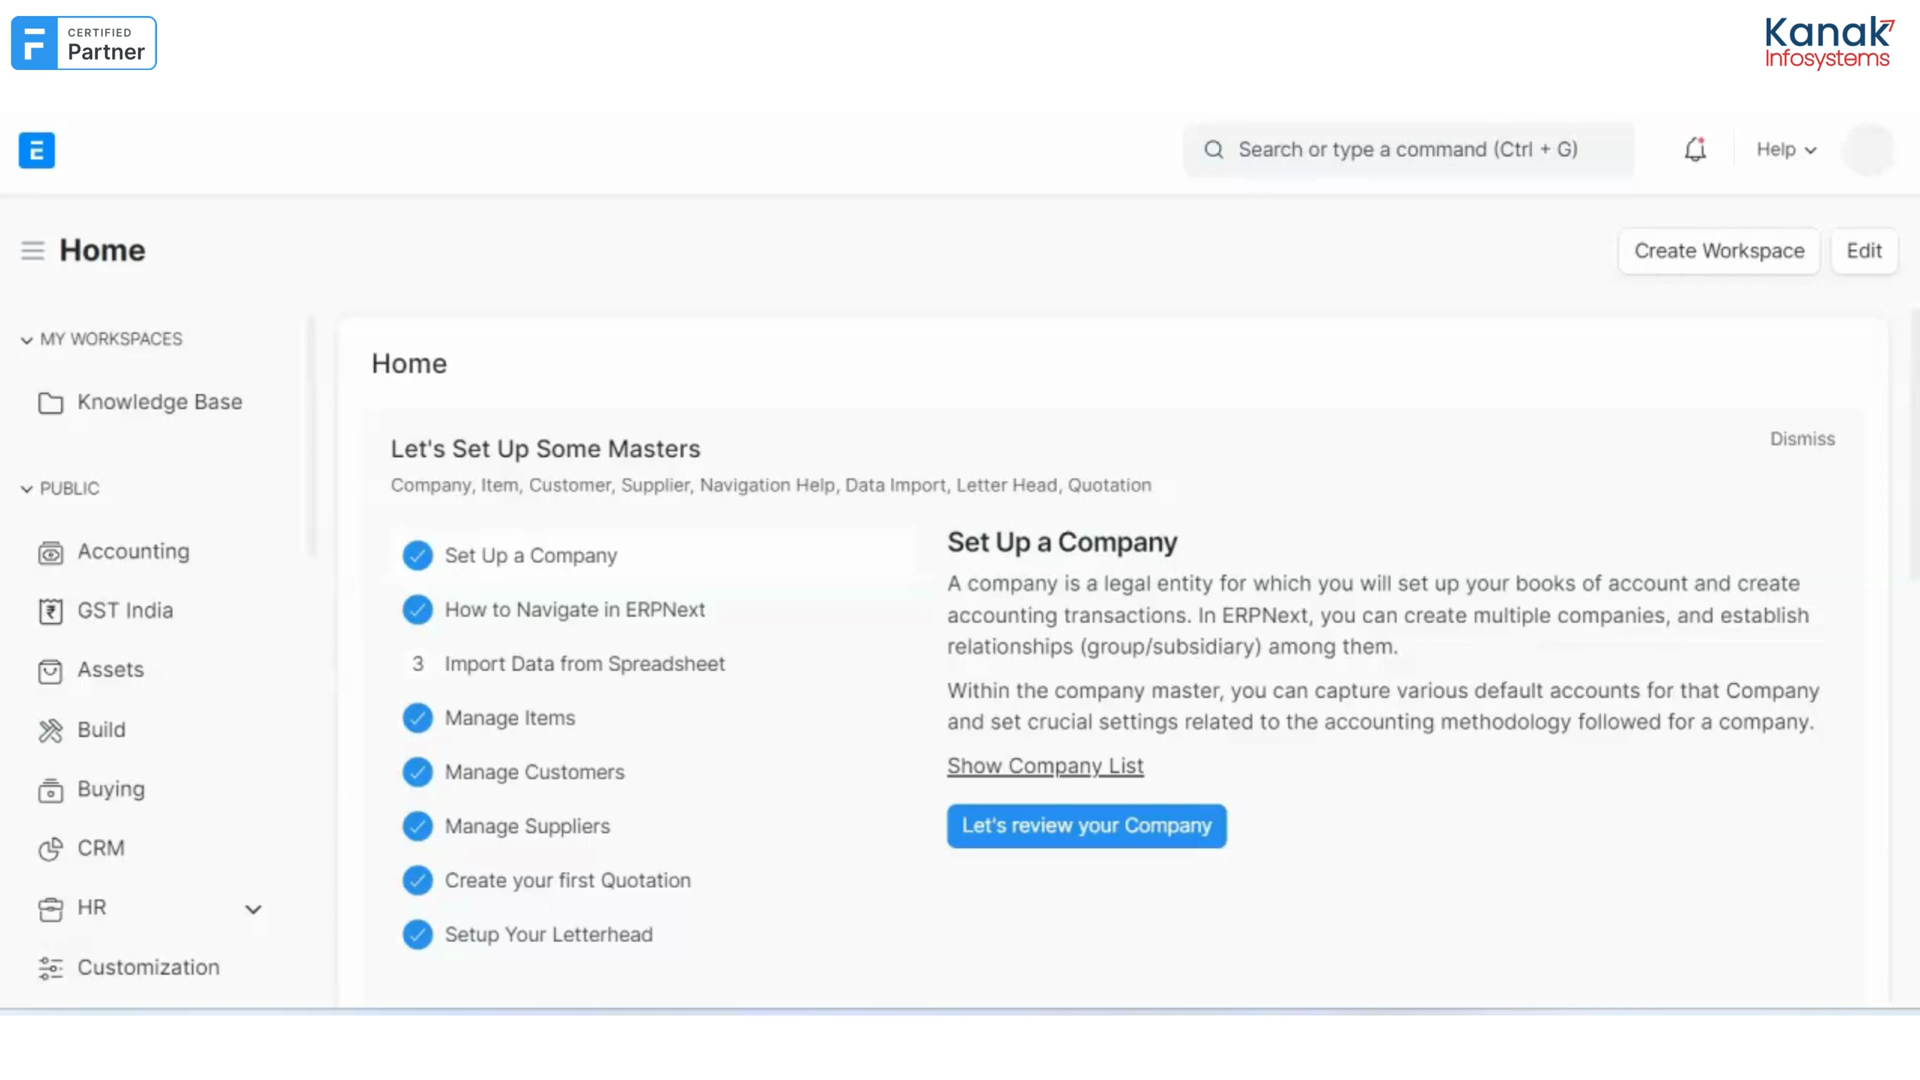 CERTIFIED
Partner
Kanak
Infosystems
E
Search or type a command (Ctrl + G)
Help
Home
Create Workspace
Edit
MY WORKSPACES
Knowledge Base
PUBLIC
Accounting
GST India
Assets
Build
Buying
CRM
HR
Customization
Home
Let's Set Up Some Masters
Dismiss
Company, Item, Customer, Supplier, Navigation Help, Data Import, Letter Head, Quotation
Set Up a Company
How to Navigate in ERPNext
3 Import Data from Spreadsheet
Manage Items
Manage Customers
Manage Suppliers
Create your first Quotation
Setup Your Letterhead
Set Up a Company
A company is a legal entity for which you will set up your books of account and create
accounting transactions. In ERPNext, you can create multiple companies, and establish
relationships (group/subsidiary) among them.
Within the company master, you can capture various default accounts for that Company
and set crucial settings related to the accounting methodology followed for a company.
Show Company List
Let's review your Company